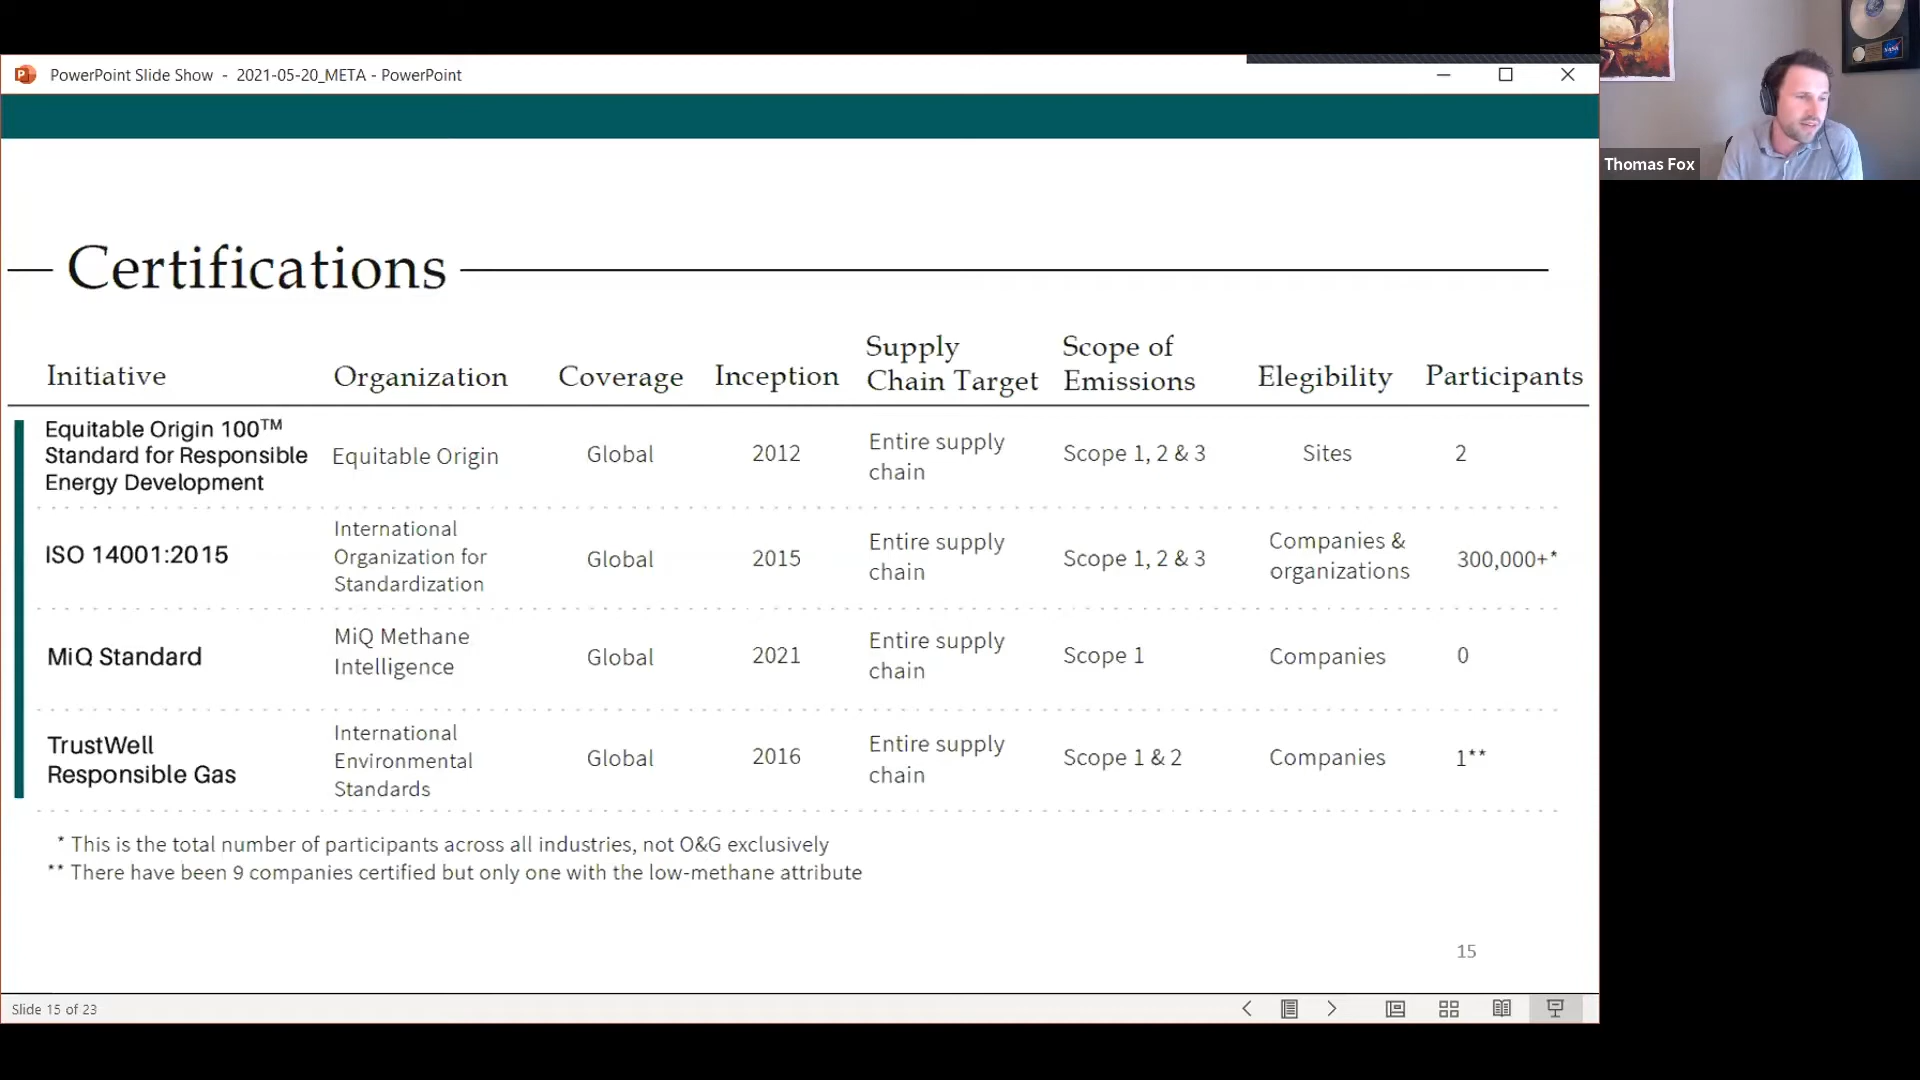 PowerPoint Slide Show - 2021-05-20_META - PowerPoint
Thomas Fox
NASA
Certifications
Initiative Organization Coverage Inception Supply Chain Target Scope of Emissions Elegibility Participants
Equitable Origin 100™ Standard for Responsible Energy Development Equitable Origin Global 2012 Entire supply chain Scope 1, 2 & 3 Sites 2
ISO 14001:2015 International Organization for Standardization Global 2015 Entire supply chain Scope 1, 2 & 3 Companies & organizations 300,000+*
MiQ Standard MiQ Methane Intelligence Global 2021 Entire supply chain Scope 1 Companies 0
TrustWell Responsible Gas International Environmental Standards Global 2016 Entire supply chain Scope 1 & 2 Companies 1**
* This is the total number of participants across all industries, not O&G exclusively
** There have been 9 companies certified but only one with the low-methane attribute
15
Slide 15 of 23